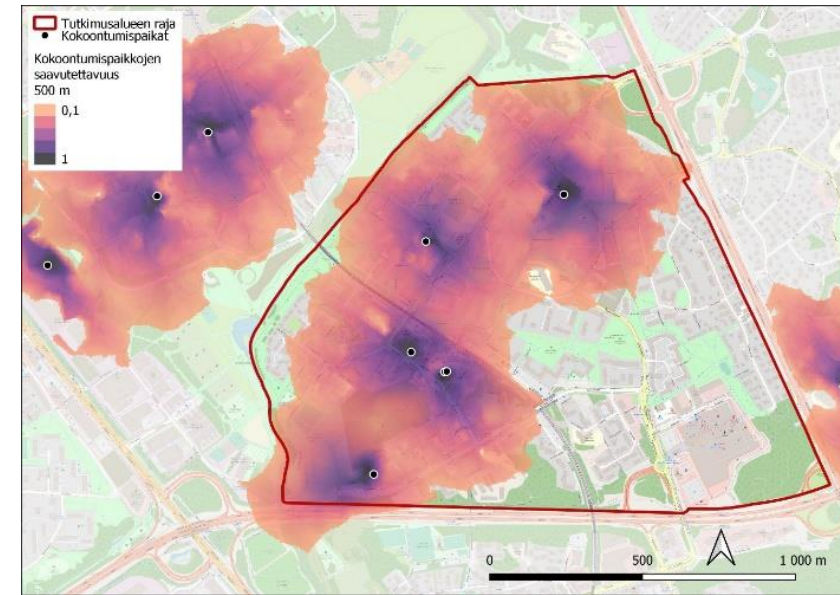 Tutkimusalueen raja
Kokoontumispaikat
Kokoontumispaikkojen
saavutettavuus
500 m
0,1
1
0
500
1 000 m